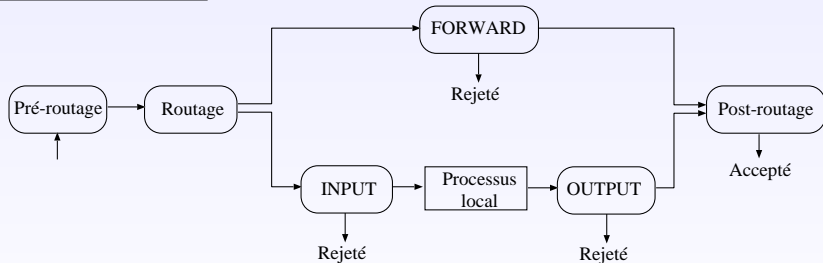 FORWARD
Rejeté
Pré-routage
Routage
Post-routage
Accepté
INPUT
Processus
local
OUTPUT
Rejeté
Rejeté